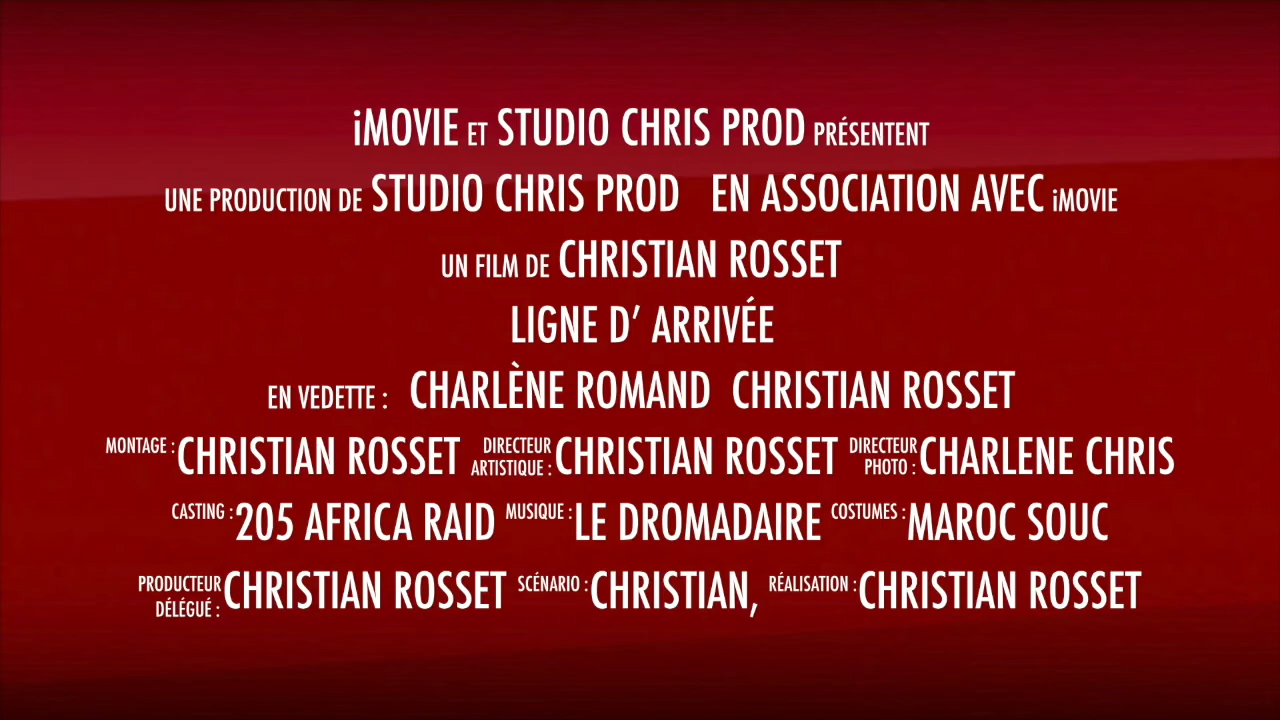 iMOVIE ET STUDIO CHRIS PROD PRÉSENTENT
UNE PRODUCTION DE STUDIO CHRIS PROD EN ASSOCIATION AVEC iMOVIE
UN FILM DE CHRISTIAN ROSSET
LIGNE D’ ARRIVÉE
EN VEDETTE : CHARLÈNE ROMAND CHRISTIAN ROSSET
MONTAGE : CHRISTIAN ROSSET DIRECTEUR ARTISTIQUE : CHRISTIAN ROSSET DIRECTEUR PHOTO : CHARLENE CHRIS
CASTING : 205 AFRICA RAID MUSIQUE : LE DROMADAIRE COSTUMES : MAROC SOUC
PRODUCTEUR DÉLÉGUÉ : CHRISTIAN ROSSET SCÉNARIO : CHRISTIAN, RÉALISATION : CHRISTIAN ROSSET